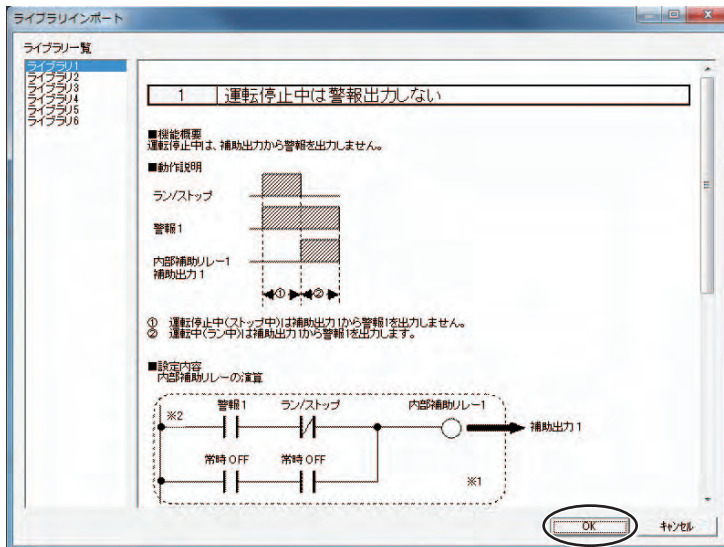 ライブラリインポート
ライブラリ一覧
ライブラリ1
ライブラリ2
ライブラリ3
ライブラリ4
ライブラリ5
ライブラリ6
1 運転停止中は警報出力しない
■機能概要
運転停止中は、補助出力から警報を出力しません。
■動作説明
ラン/ストップ
警報1
内部補助リレー1
補助出力1
① ②
① 運転停止中(ストップ中)は補助出力1から警報1を出力しません。
② 運転中(ラン中)は補助出力1から警報1を出力します。
■設定内容
内部補助リレーの演算
※2 警報1 ラン/ストップ 内部補助リレー1
補助出力1
常時OFF 常時OFF ※1
OK キャンセル